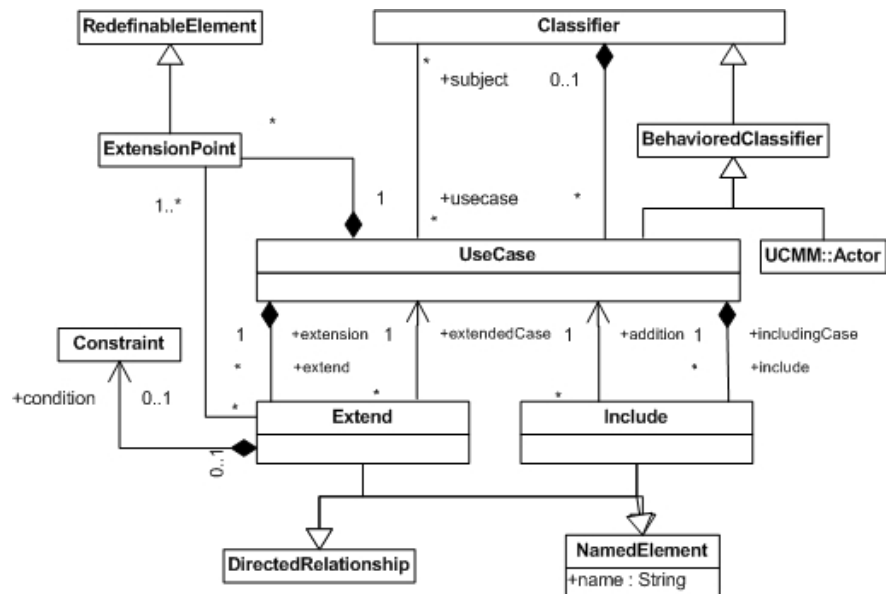 RedefinableElement
Classifier
*
+subject
0..1
*
ExtensionPoint
BehavioredClassifier
1..*
1
+usecase
*
*
UseCase
UCMM::Actor
1
+extension
1
+extendedCase
1
+addition
1
+includingCase
Constraint
*
+extend
*
+include
+condition
0..1
*
*
*
Extend
Include
0..1
DirectedRelationship
NamedElement
+name : String